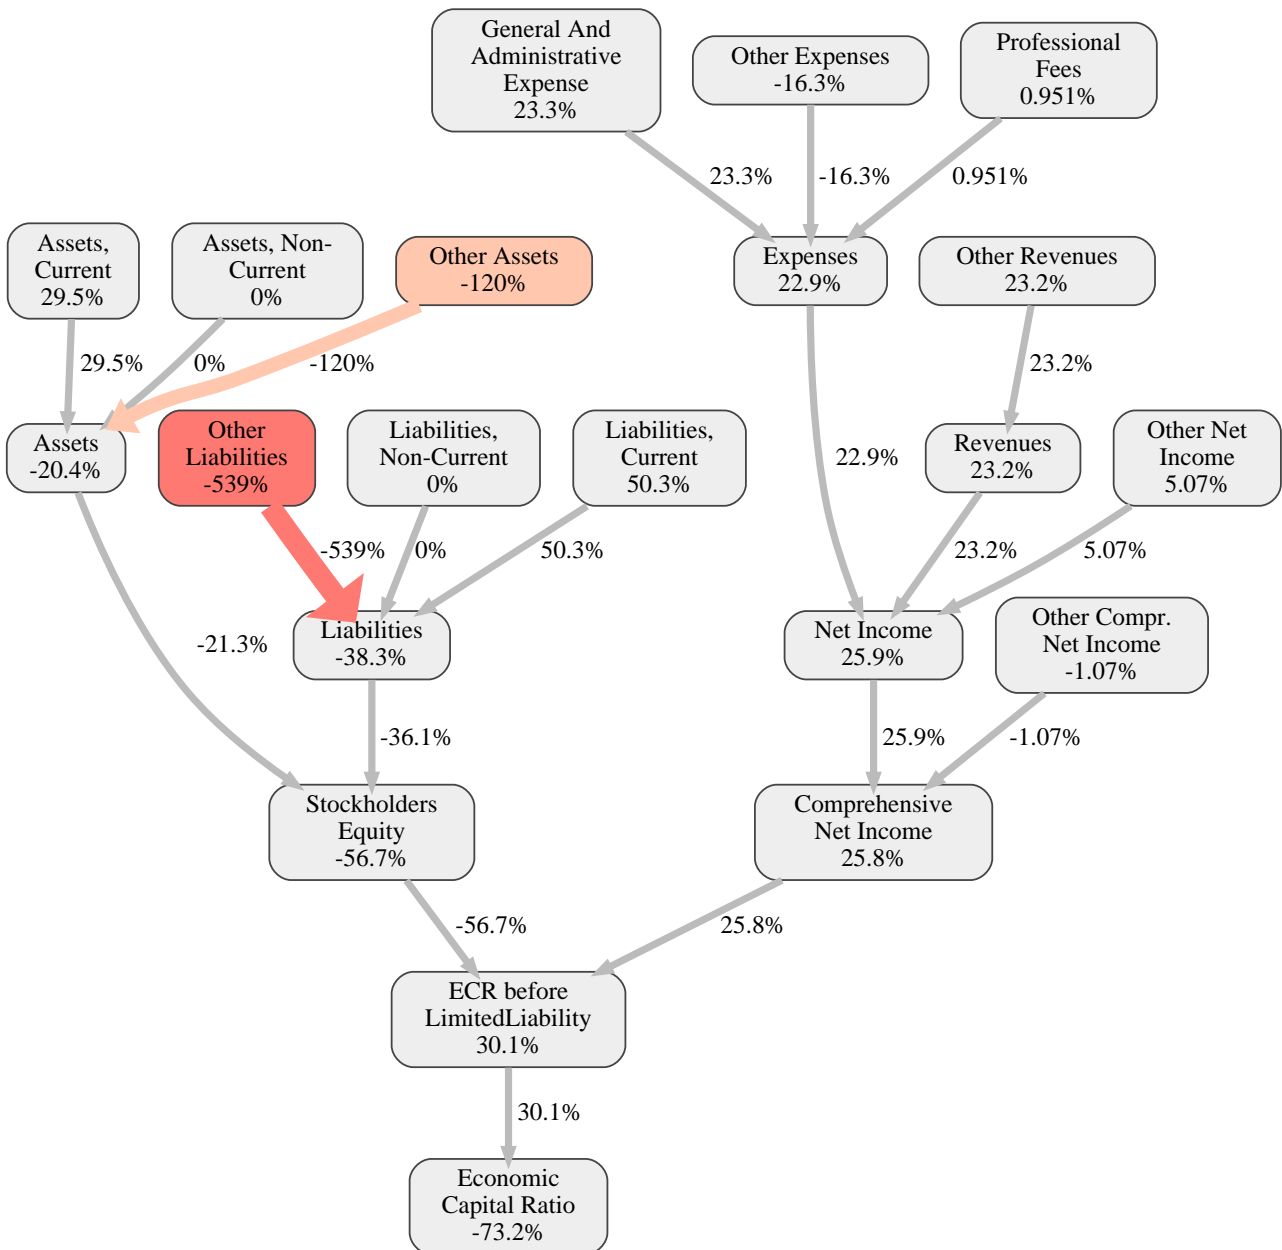 General And
Administrative
Expense
23.3%
Other Expenses
-16.3%
Professional
Fees
0.951%
23.3%
-16.3%
0.951%
Assets,
Current
29.5%
Assets, Non-
Current
0%
Other Assets
-120%
Expenses
22.9%
Other Revenues
23.2%
29.5%
0%
-120%
23.2%
Assets
-20.4%
Other
Liabilities
-539%
Liabilities,
Non-Current
0%
Liabilities,
Current
50.3%
22.9%
Revenues
23.2%
Other Net
Income
5.07%
-539%
0%
50.3%
23.2%
5.07%
-21.3%
Liabilities
-38.3%
Net Income
25.9%
Other Compr.
Net Income
-1.07%
-36.1%
25.9%
-1.07%
Stockholders
Equity
-56.7%
Comprehensive
Net Income
25.8%
-56.7%
25.8%
ECR before
LimitedLiability
30.1%
30.1%
Economic
Capital Ratio
-73.2%